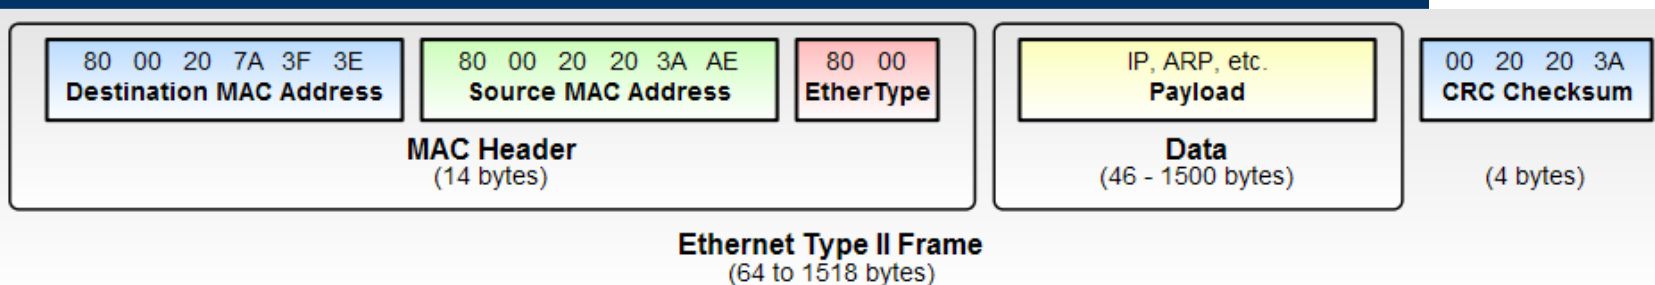 80 00 20 7A 3F 3E
Destination MAC Address
80 00 20 20 3A AE
Source MAC Address
80 00
EtherType
MAC Header
(14 bytes)
IP, ARP, etc.
Payload
Data
(46 - 1500 bytes)
00 20 20 3A
CRC Checksum
(4 bytes)
Ethernet Type II Frame
(64 to 1518 bytes)